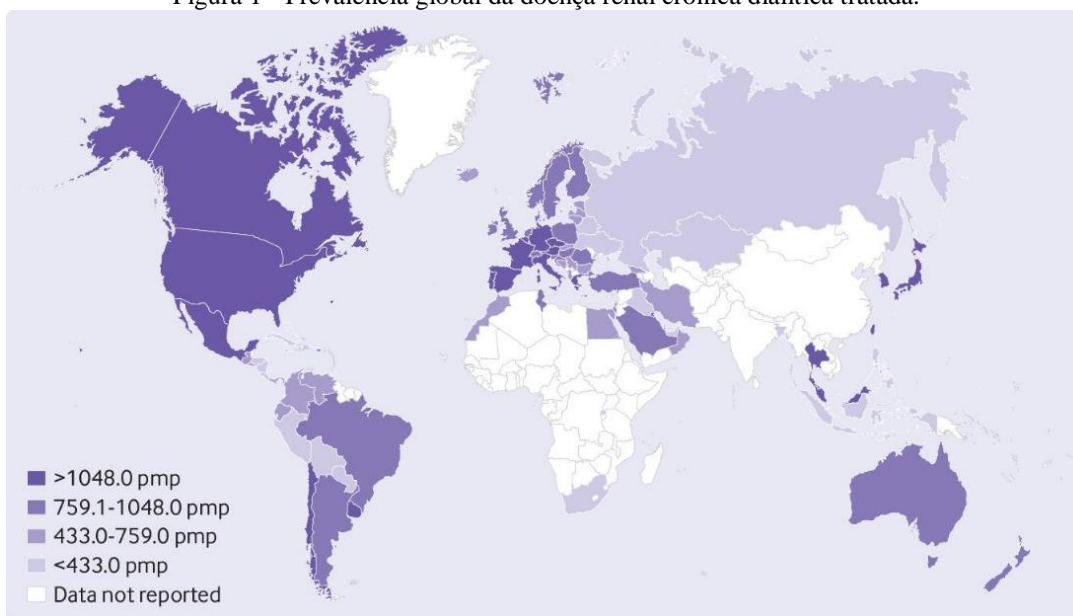 Figura 1 - Prevalência global da doença renal crônica dialítica tratada.
>1048.0 pmp
759.1-1048.0 pmp
433.0-759.0 pmp
<433.0 pmp
Data not reported